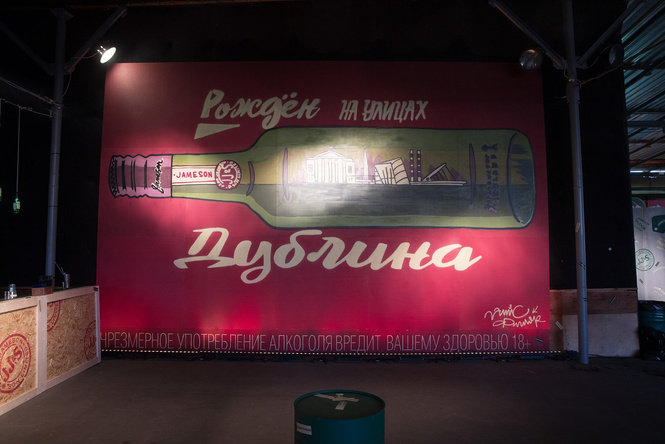 Рождён на улицах
JAMESON
Дублина
ЧРЕЗМЕРНОЕ УПОТРЕБЛЕНИЕ АЛКОГОЛЯ ВРЕДИТ ВАШЕМУ ЗДОРОВЬЮ 18+